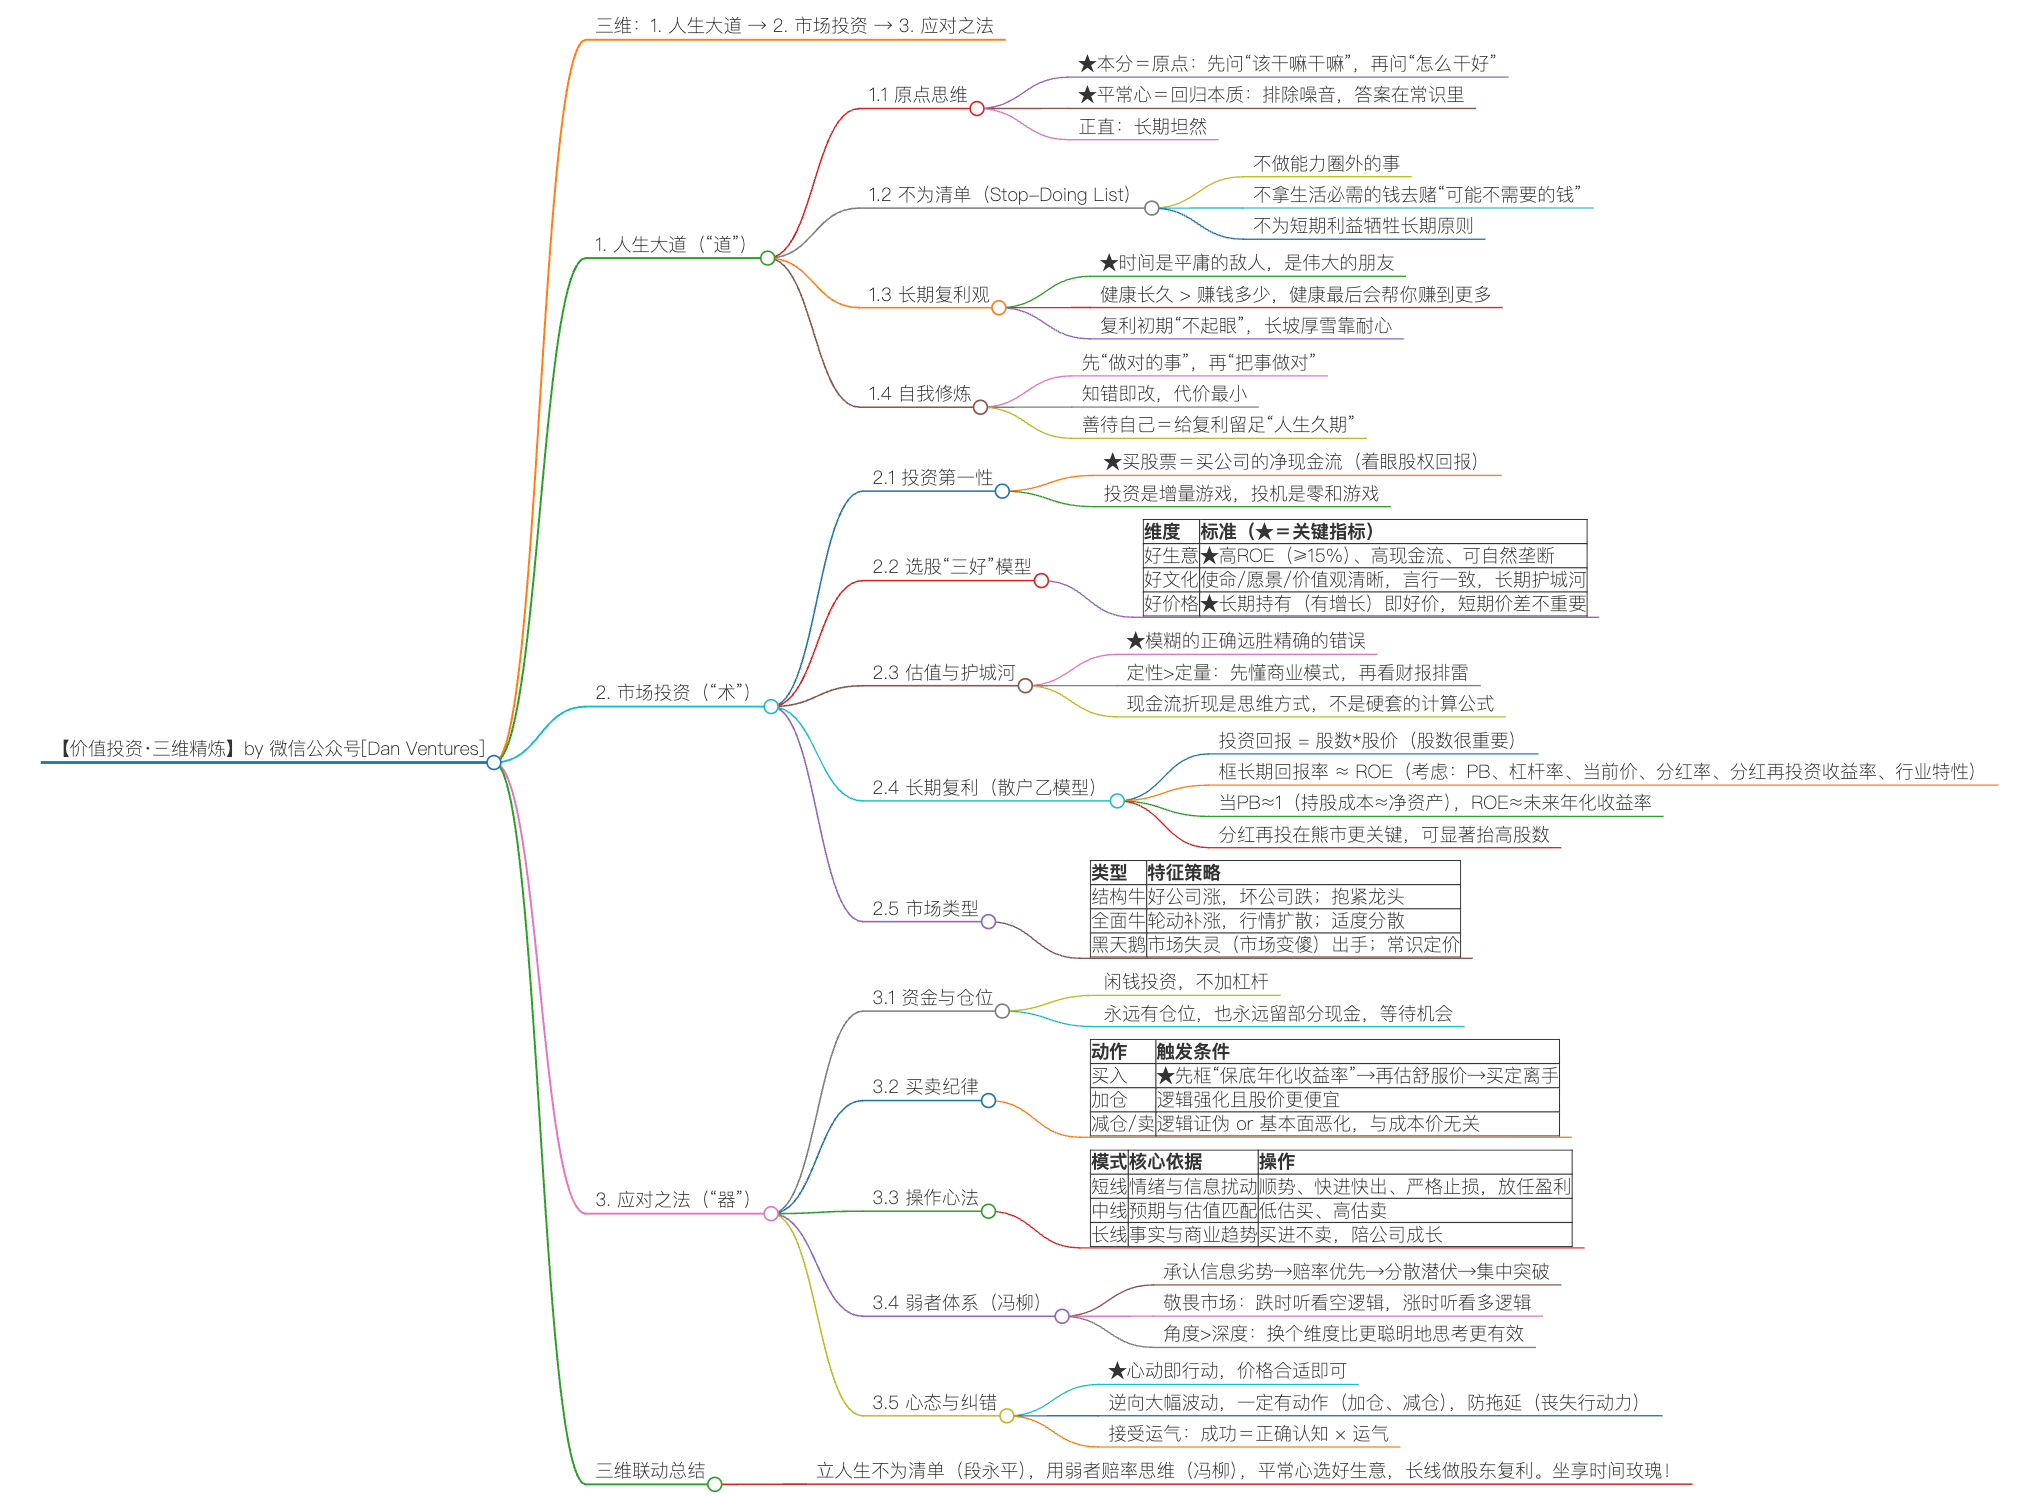 【价值投资·三维精炼】by 微信公众号[Dan Ventures]
三维：1. 人生大道 → 2. 市场投资 → 3. 应对之法
1. 人生大道（“道”）
1.1 原点思维
★本分＝原点：先问“该干嘛干嘛”，再问“怎么干好”
★平常心＝回归本质：排除噪音，答案在常识里
正直：长期坦然
1.2 不为清单（Stop-Doing List）
不做能力圈外的事
不拿生活必需的钱去赌“可能不需要的钱”
不为短期利益牺牲长期原则
1.3 长期复利观
★时间是平庸的敌人，是伟大的朋友
健康长久 > 赚钱多少，健康最后会帮你赚到更多
复利初期“不起眼”，长坡厚雪靠耐心
1.4 自我修炼
先“做对的事”，再“把事做对”
知错即改，代价最小
善待自己＝给复利留足“人生久期”
2. 市场投资（“术”）
2.1 投资第一性
★买股票＝买公司的净现金流（着眼股权回报）
投资是增量游戏，投机是零和游戏
2.2 选股“三好”模型
维度 标准（★＝关键指标）
好生意 ★高ROE（≥15%）、高现金流、可自然垄断
好文化 使命/愿景/价值观清晰，言行一致，长期护城河
好价格 ★长期持有（有增长）即好价，短期价差不重要
2.3 估值与护城河
★模糊的正确远胜精确的错误
定性>定量：先懂商业模式，再看财报排雷
现金流折现是思维方式，不是硬套的计算公式
2.4 长期复利（散户乙模型）
投资回报 = 股数*股价（股数很重要）
框长期回报率 ≈ ROE（考虑：PB、杠杆率、当前价、分红率、分红再投资收益率、行业特性）
当PB≈1（持股成本≈净资产），ROE≈未来年化收益率
分红再投在熊市更关键，可显著抬高股数
2.5 市场类型
类型 特征策略
结构牛 好公司涨，坏公司跌；抱紧龙头
全面牛 轮动补涨，行情扩散；适度分散
黑天鹅 市场失灵（市场变傻）出手；常识定价
3. 应对之法（“器”）
3.1 资金与仓位
闲钱投资，不加杠杆
永远有仓位，也永远留部分现金，等待机会
3.2 买卖纪律
动作 触发条件
买入 ★先框“保底年化收益率”→再估舒服价→买定离手
加仓 逻辑强化且股价更便宜
减仓/卖 逻辑证伪 or 基本面恶化，与成本价无关
3.3 操作心法
模式 核心依据 操作
短线 情绪与信息扰动 顺势、快进快出、严格止损，放任盈利
中线 预期与估值匹配 低估买、高估卖
长线 事实与商业趋势 买进不卖，陪公司成长
3.4 弱者体系（冯柳）
承认信息劣势→赔率优先→分散潜伏→集中突破
敬畏市场：跌时听看空逻辑，涨时听看多逻辑
角度>深度：换个维度比更聪明地思考更有效
3.5 心态与纠错
★心动即行动，价格合适即可
逆向大幅波动，一定有动作（加仓、减仓），防拖延（丧失行动力）
接受运气：成功＝正确认知 × 运气
三维联动总结
立人生不为清单（段永平），用弱者赔率思维（冯柳），平常心选好生意，长线做股东复利。坐享时间玫瑰！